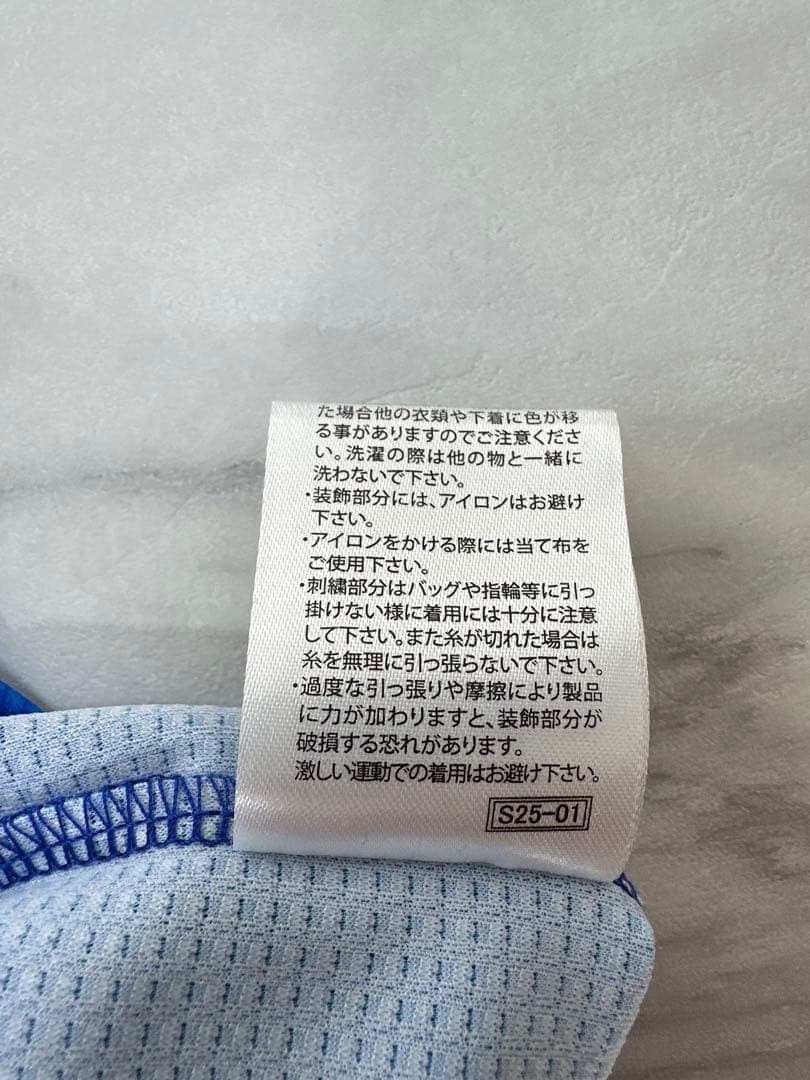 た場合他の衣類や下着に色が移
る事がありますのでご注意くださ
い。洗濯の際は他の物と一緒に
洗わないで下さい。
・装飾部分には、アイロンはお避け
下さい。
・アイロンをかける際には当て布を
ご使用下さい。
・刺繍部分はバッグや指輪等に引っ
掛けない様に着用には十分に注意
して下さい。また糸が切れた場合は
糸を無理に引っ張らないで下さい。
・過度な引っ張りや摩擦により製品
に力が加わりますと、装飾部分が
破損する恐れがあります。
激しい運動での着用はお避け下さい。
S25-01